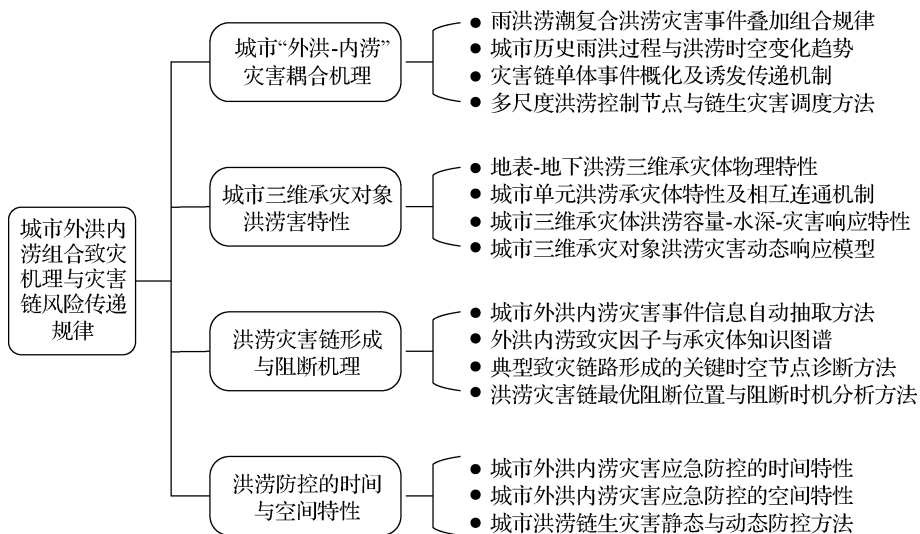 城市外洪内
涝组合致灾
机理与灾害
链风险传递
规律
城市“外洪-内涝”
灾害耦合机理
● 雨洪涝潮复合洪涝灾害事件叠加组合规律
● 城市历史雨洪过程与洪涝时空变化趋势
● 灾害链单体事件概化及诱发传递机制
● 多尺度洪涝控制节点与链生灾害调度方法
城市三维承灾对象
洪涝害特性
● 地表-地下洪涝三维承灾体物理特性
● 城市单元洪涝承灾体特性及相互连通机制
● 城市三维承灾体洪涝容量-水深-灾害响应特性
● 城市三维承灾对象洪涝灾害动态响应模型
洪涝灾害链形成
与阻断机理
● 城市外洪内涝灾害事件信息自动抽取方法
● 外洪内涝致灾因子与承灾体知识图谱
● 典型致灾链路形成的关键时空节点诊断方法
● 洪涝灾害链最优阻断位置与阻断时机分析方法
洪涝防控的时间
与空间特性
● 城市外洪内涝灾害应急防控的时间特性
● 城市外洪内涝灾害应急防控的空间特性
● 城市洪涝链生灾害静态与动态防控方法